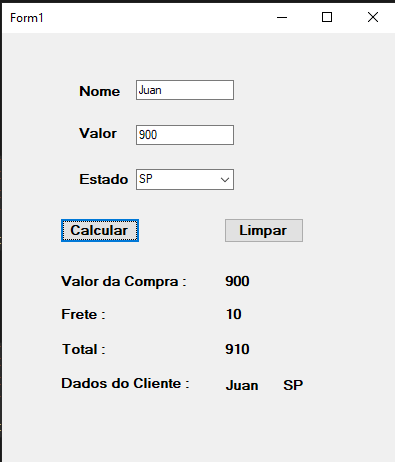 Form1
Nome Juan
Valor 900
Estado SP
Calcular Limpar
Valor da Compra : 900
Frete : 10
Total : 910
Dados do Cliente : Juan SP